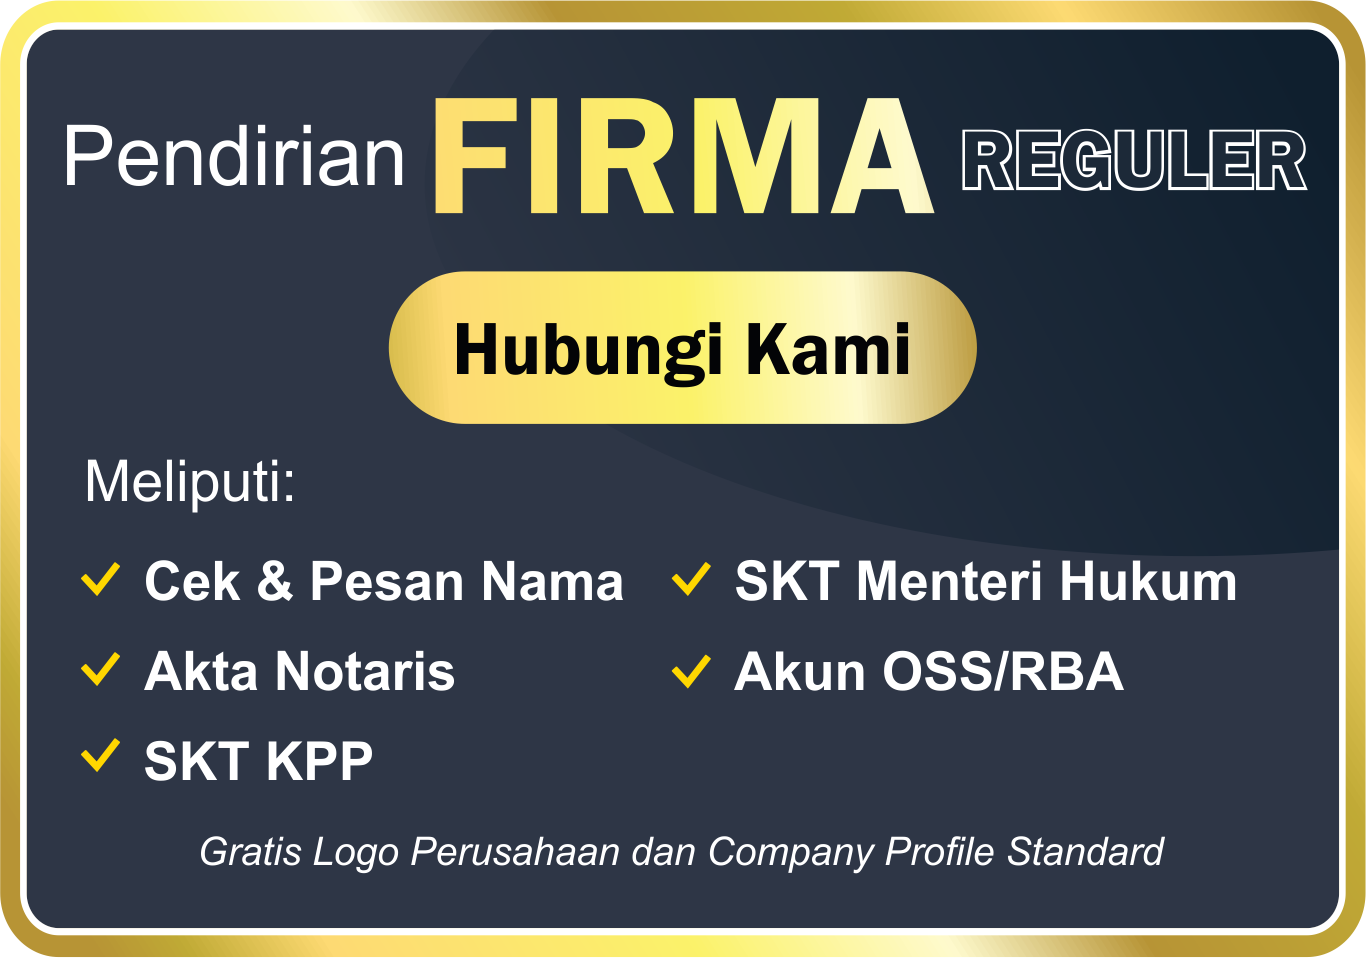 Pendirian FIRMA REGULER
Hubungi Kami
Meliputi:
Cek & Pesan Nama
Akta Notaris
SKT KPP
SKT Menteri Hukum
Akun OSS/RBA
Gratis Logo Perusahaan dan Company Profile Standard